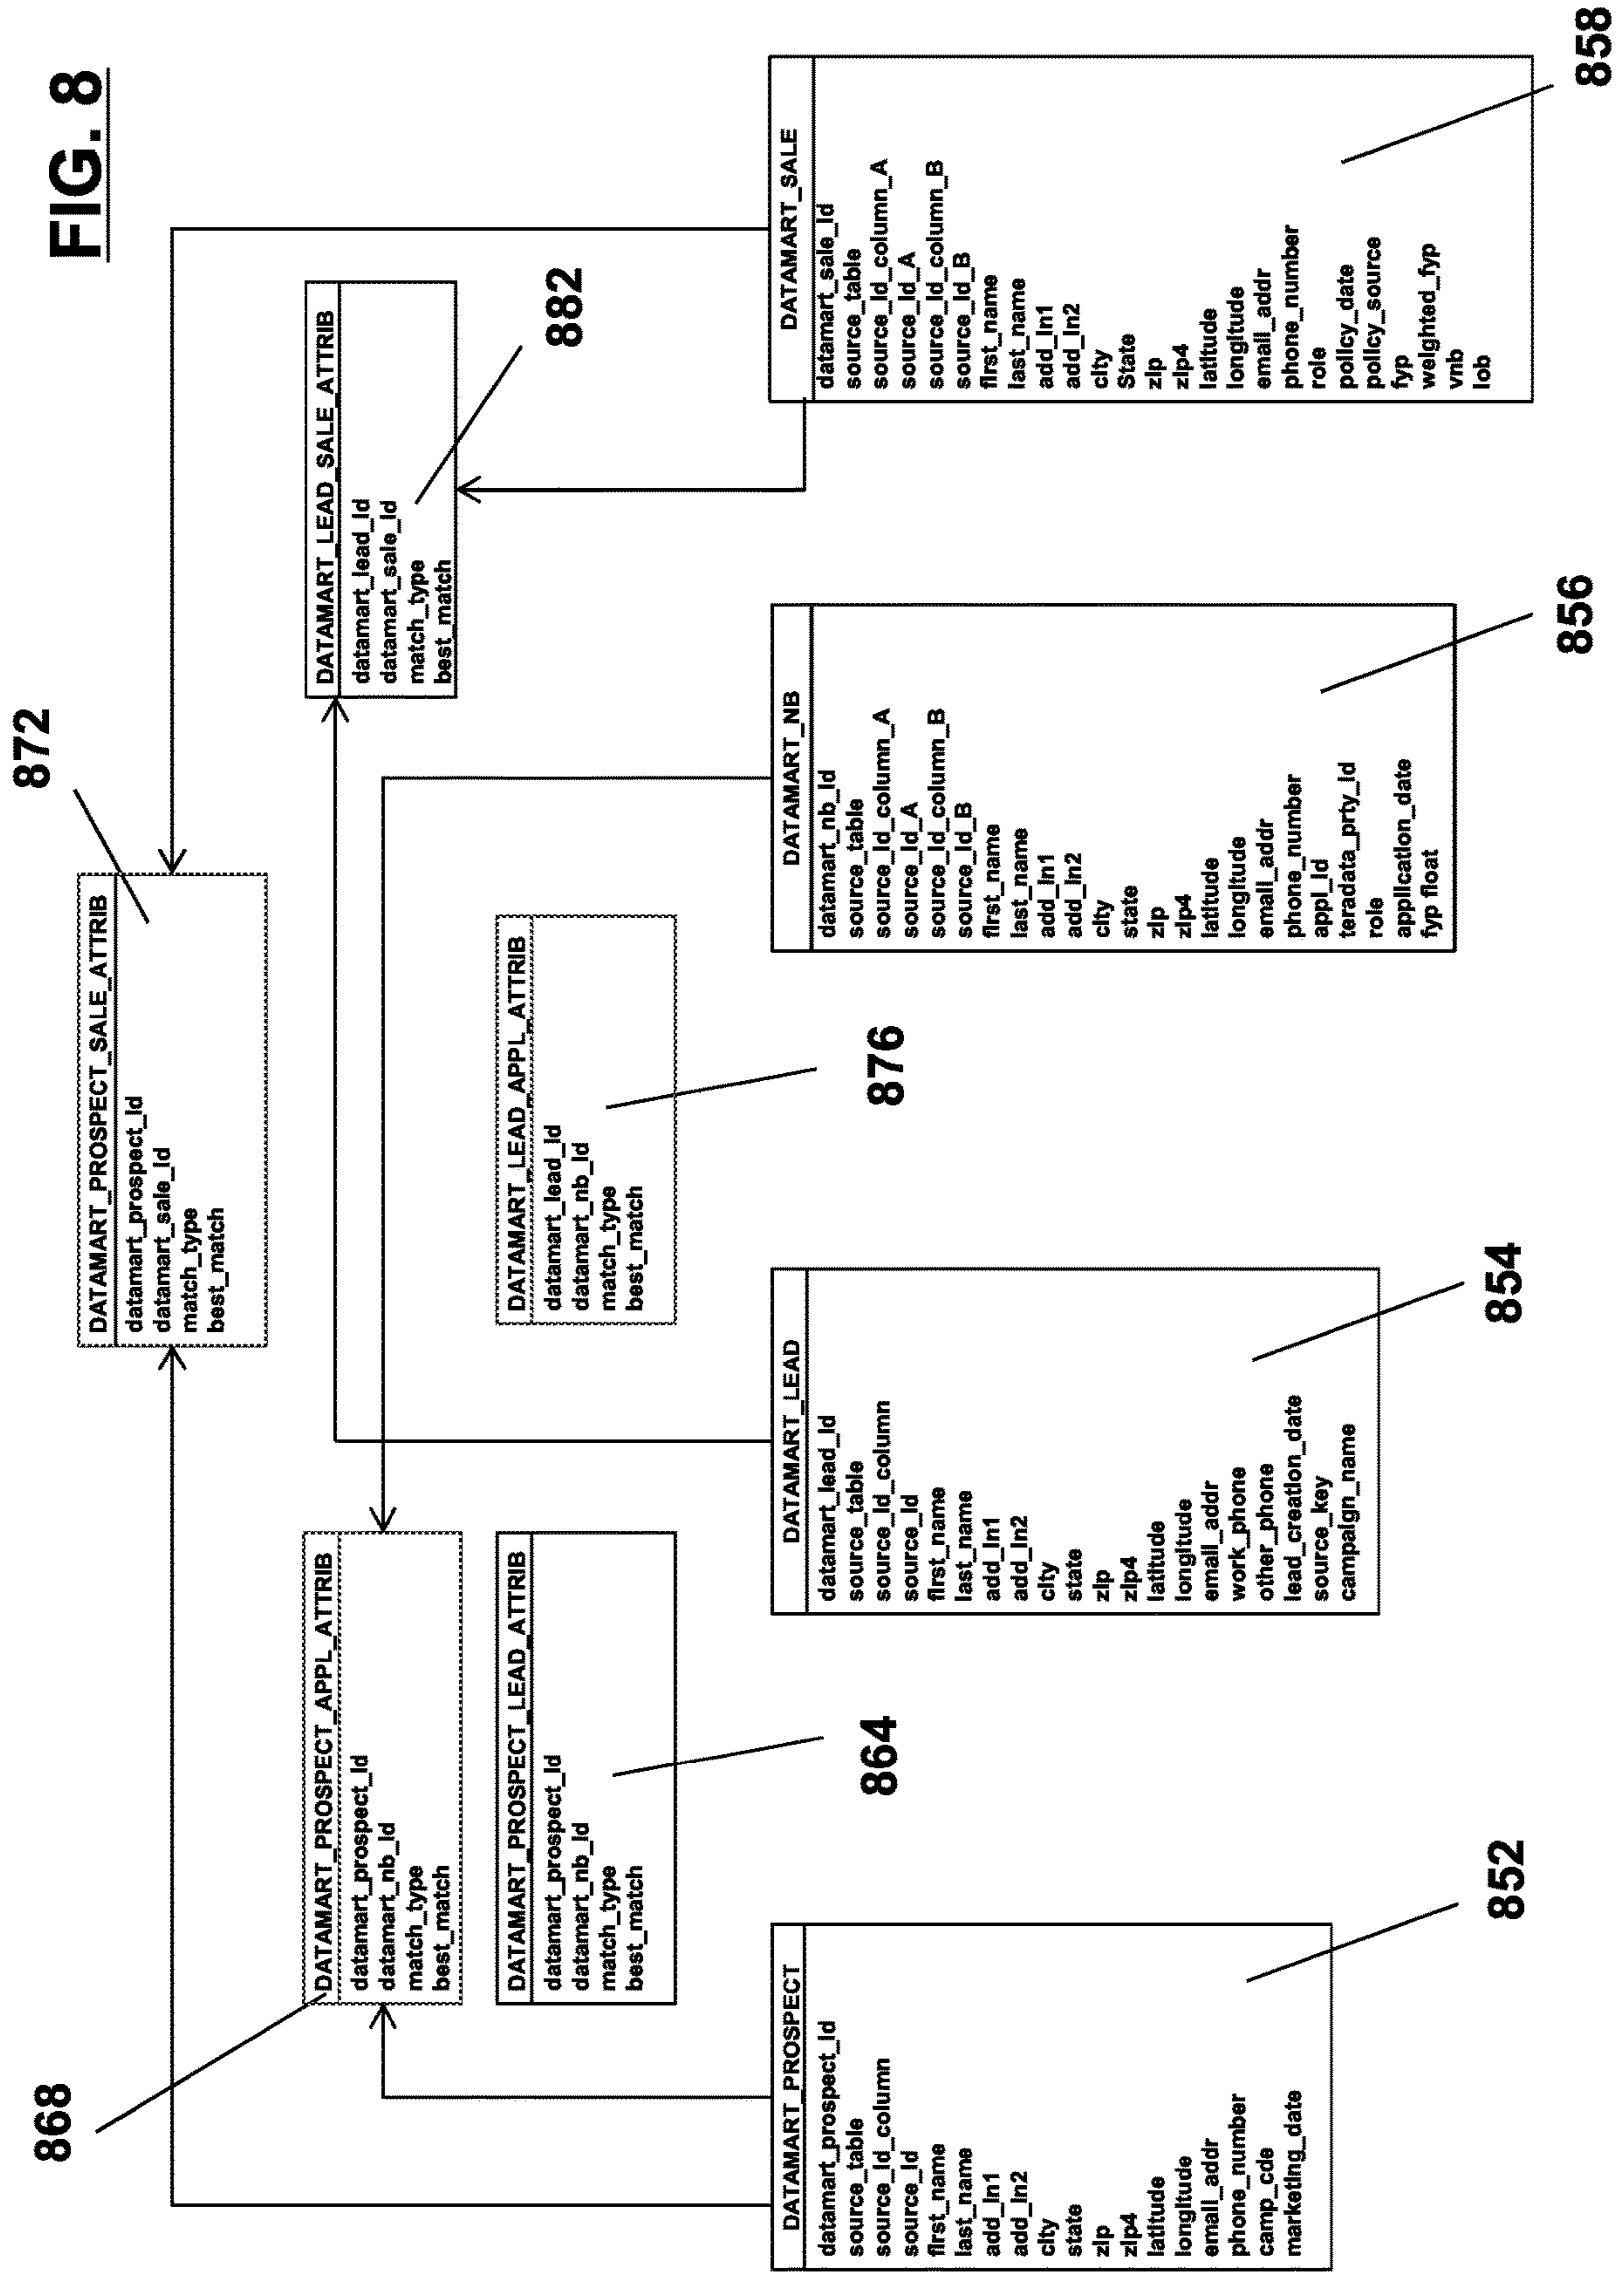 FIG. 8
872
868
DATAMART_PROSPECT_SALE_ATTRIB
datamart_prospect_id
datamart_sale_id
match_type
best_match
DATAMART_PROSPECT_APPL_ATTRIB
datamart_prospect_id
datamart_nb_id
match_type
best_match
DATAMART_LEAD_SALE_ATTRIB
datamart_lead_id
datamart_sale_id
match_type
best_match
882
DATAMART_PROSPECT_LEAD_ATTRIB
datamart_prospect_id
datamart_nb_id
match_type
best_match
864
DATAMART_LEAD_APPL_ATTRIB
datamart_lead_id
datamart_nb_id
match_type
best_match
876
DATAMART_PROSPECT
datamart_prospect_id
source_table
source_id_column
source_id
first_name
last_name
add_ln1
add_ln2
city
state
zip
zip4
latitude
longitude
email_addr
phone_number
camp_cde
marketing_date
852
DATAMART_LEAD
datamart_lead_id
source_table
source_id_column
source_id
first_name
last_name
add_ln1
add_ln2
city
state
zip
zip4
latitude
longitude
email_addr
work_phone
other_phone
lead_creation_date
source_key
campaign_name
854
DATAMART_NB
datamart_nb_id
source_table
source_id_column_A
source_id_A
source_id_column_B
source_id_B
first_name
last_name
add_ln1
add_ln2
city
state
zip
zip4
latitude
longitude
email_addr
phone_number
appl_id
teradata_prty_id
role
application_date
fyp float
856
DATAMART_SALE
datamart_sale_id
source_table
source_id_column_A
source_id_A
source_id_column_B
source_id_B
first_name
last_name
add_ln1
add_ln2
city
State
zip
zip4
latitude
longitude
email_addr
phone_number
role
policy_date
policy_source
fyp
weighted_fyp
vnb
lob
858